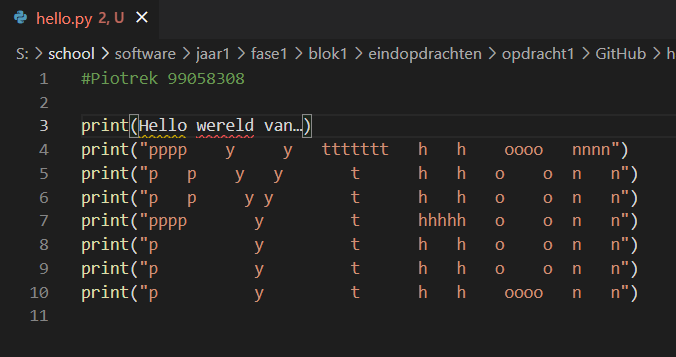 hello.py 2, U
S: > school > software > jaar1 > fase1 > blok1 > eindopdrachten > opdracht1 > GitHub > h
1 #Piotrek 99058308
2
3 print(Hello wereld van…)
4 print("pppp    y     y   ttttttt   h   h    oooo   nnnn")
5 print("p   p    y   y       t      h   h   o    o  n   n")
6 print("p   p     y y        t      h   h   o    o  n   n")
7 print("pppp       y         t      hhhhh   o    o  n   n")
8 print("p          y         t      h   h   o    o  n   n")
9 print("p          y         t      h   h   o    o  n   n")
10 print("p          y         t      h   h    oooo   n   n")
11